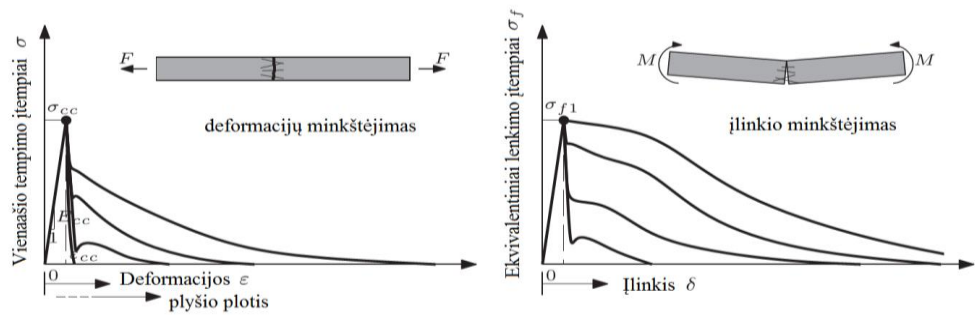 Vienaašio tempimo įtempiai σ
F
F
σcc
deformacijų minkštėjimas
Ecc
1
εcc
0
Deformacijos ε
plyšio plotis
Ekvivalentiniai lenkimo įtempiai σf
M
M
σf1
įlinkio minkštėjimas
0
Įlinkis δ